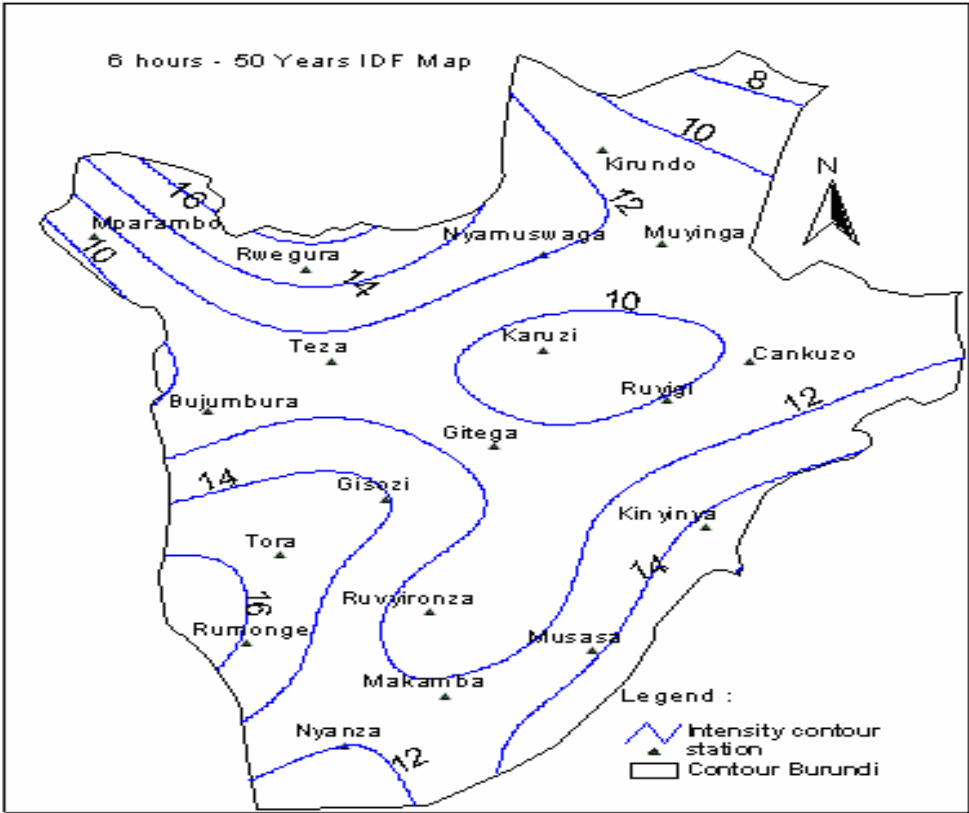 6 hours - 50 Years IDF Map
8
10
Kirundo
N
16
12
Mparambo
Nyamuswaga
Muyinga
10
Rwegura
14
10
Karuzi
Teza
Cankuzo
Ruyigi
12
Bujumbura
Gitega
14
Gisozi
Kinyinya
Tora
14
16
Ruvyironza
Rumonge
Musasa
Makamba
Legend :
Nyanza
12
Intensity contour
station
Contour Burundi